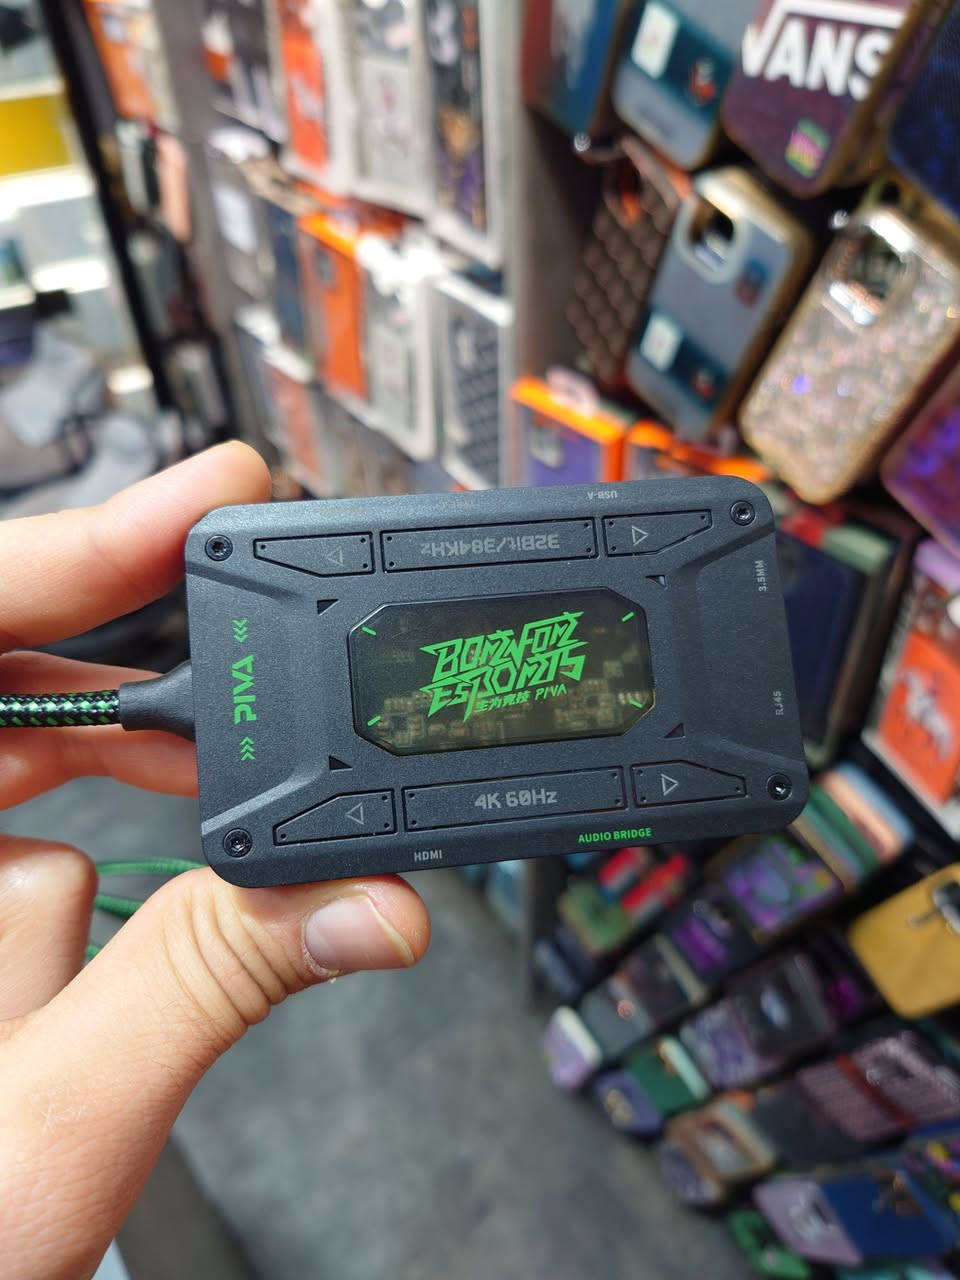 VANS
USB-A
32Bit/384KHz
3.5MM
PIVA
BORN FOR
ESPORTS
生为竞技 PIVA
RJ45
4K 60Hz
AUDIO BRIDGE
HDMI